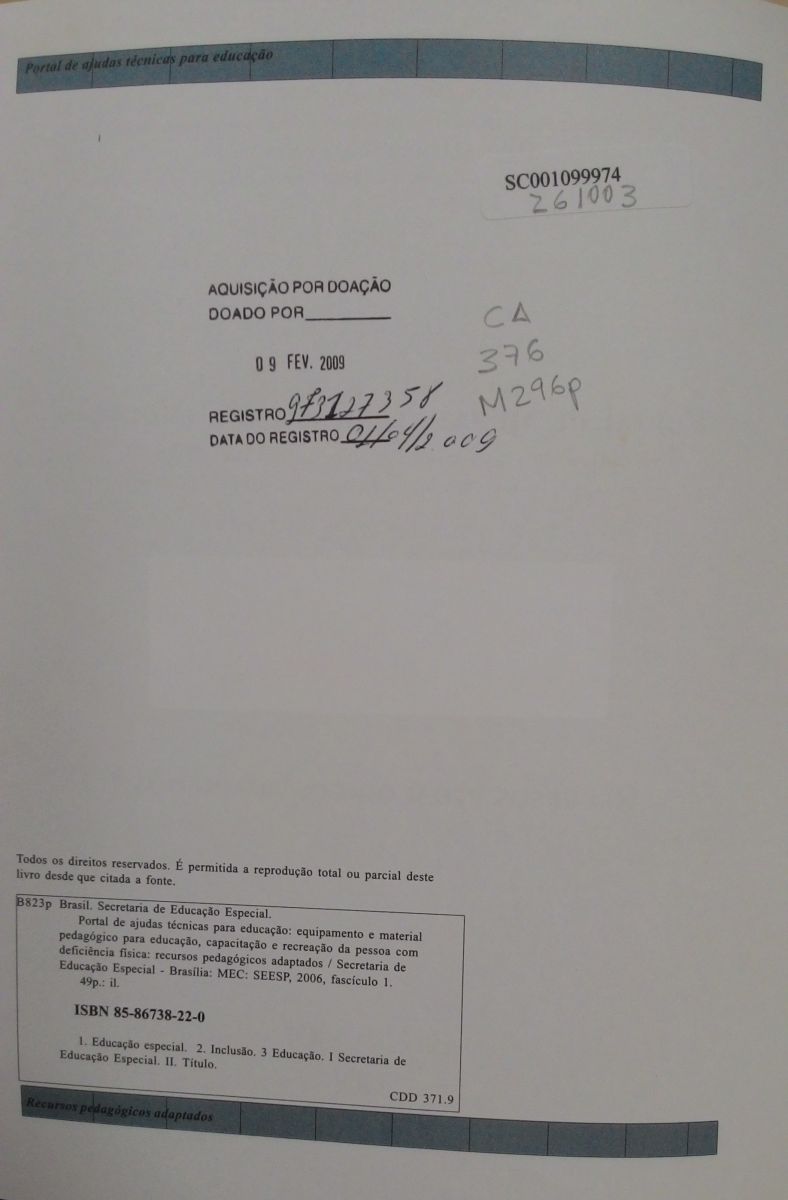 Portal de ajudas técnicas para educação
SC001099974
261003
AQUISIÇÃO POR DOAÇÃO
DOADO POR
CA
09 FEV. 2009
376
REGISTRO 973127358
M296p
DATA DO REGISTRO 01/04/2009
Todos os direitos reservados. É permitida a reprodução total ou parcial deste
livro desde que citada a fonte.
B823p Brasil. Secretaria de Educação Especial.
Portal de ajudas técnicas para educação: equipamento e material
pedagógico para educação, capacitação e recreação da pessoa com
deficiência física: recursos pedagógicos adaptados / Secretaria de
Educação Especial - Brasília: MEC: SEESP, 2006, fascículo 1.
49p.: il.
ISBN 85-86738-22-0
1. Educação especial. 2. Inclusão. 3 Educação. I Secretaria de
Educação Especial. II. Título.
CDD 371.9
Recursos pedagógicos adaptados